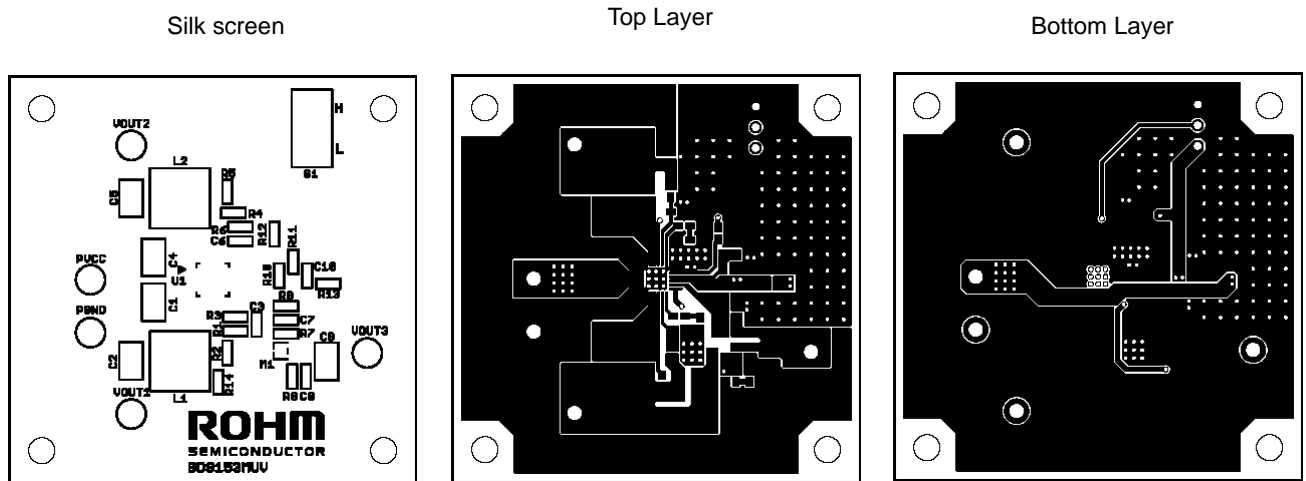 Silk screen
Top Layer
Bottom Layer
H
L
S1
VOUT2
L2
C5
R5
R4
R6
C6
R12
R11
C4
PVCC
U1
R10
C10
R13
C1
PGND
R3
R1
C3
R9
C7
R7
VOUT3
C2
R2
M1
R14
R8
VOUT1
L1
ROHM
SEMICONDUCTOR
BD9153MUV